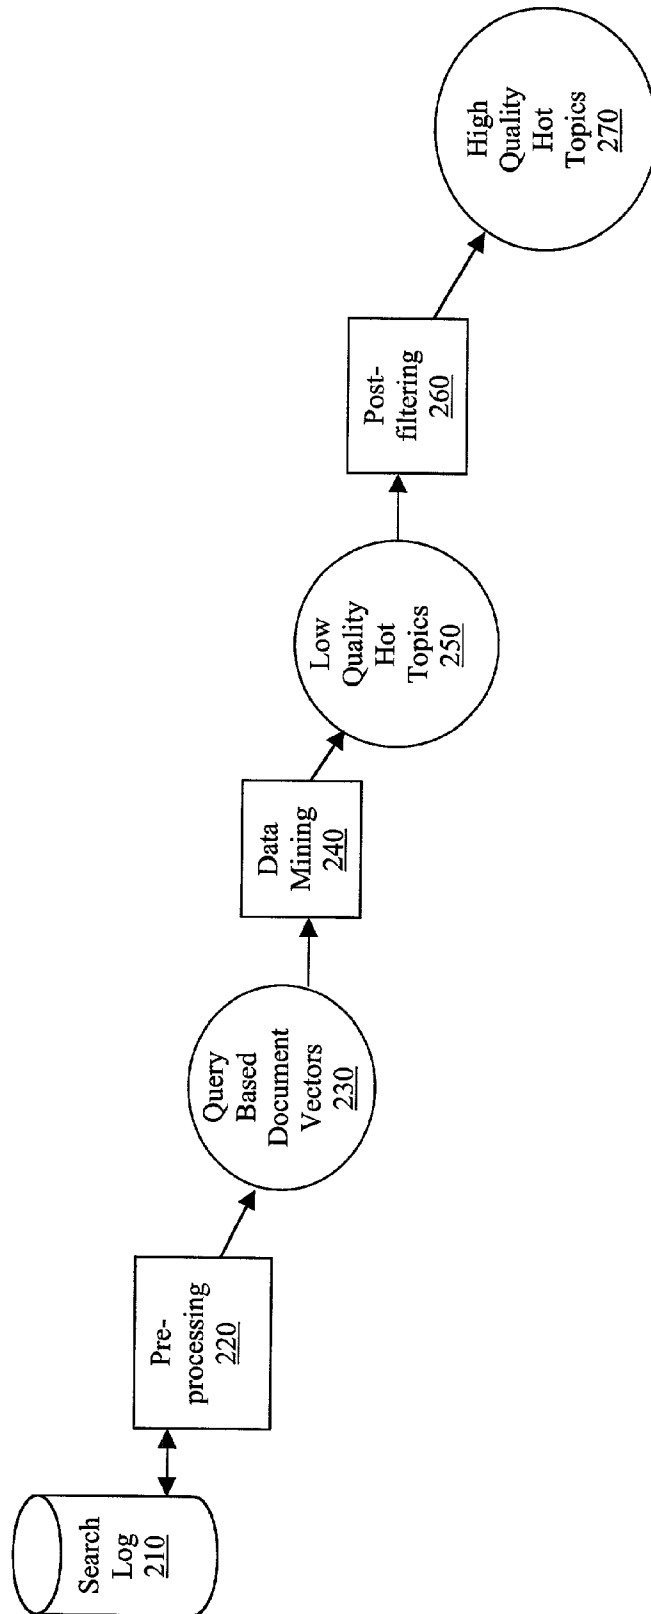 Search
Log
210
Pre-
processing
220
Query
Based
Document
Vectors
230
Data
Mining
240
Low
Quality
Hot
Topics
250
Post-
filtering
260
High
Quality
Hot
Topics
270